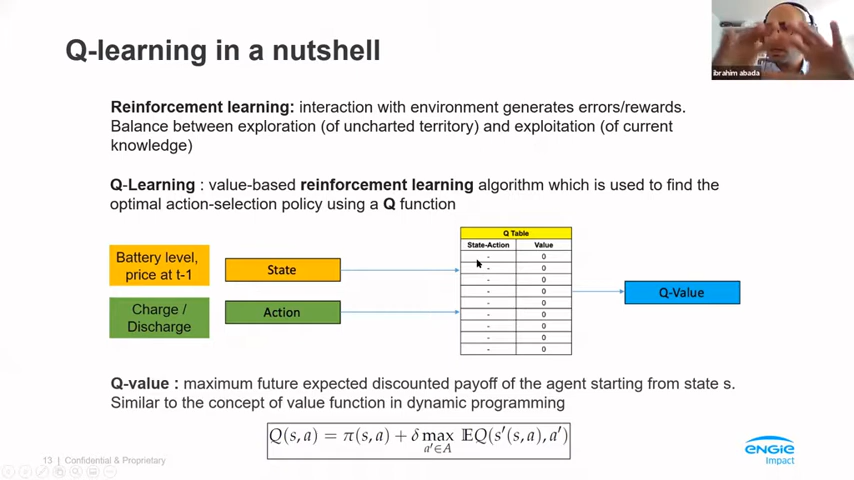 Q-learning in a nutshell
ibrahim abada
Reinforcement learning: interaction with environment generates errors/rewards.
Balance between exploration (of uncharted territory) and exploitation (of current
knowledge)
Q-Learning : value-based reinforcement learning algorithm which is used to find the
optimal action-selection policy using a Q function
Battery level,
price at t-1
State
Charge /
Discharge
Action
Q Table
State-Action Value
- 0
- 0
- 0
- 0
- 0
- 0
- 0
- 0
- 0
Q-Value
Q-value : maximum future expected discounted payoff of the agent starting from state s.
Similar to the concept of value function in dynamic programming
Q(s,a) = π(s,a) + δ max 𝔼Q(s′(s,a),a′)
a′∈A
13 | Confidential & Proprietary
ENGIE
Impact